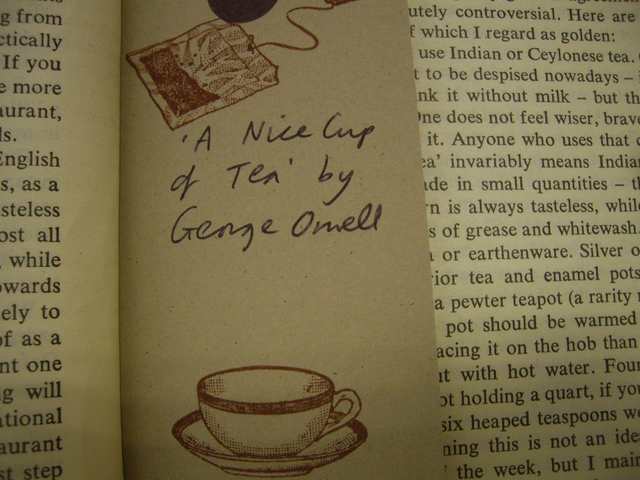 ng from
ctically
If you
e more
aurant,
ls.
English
s, as a
steless
ost all
while
owards
ely to
of as a
nt one
g will
ational
aurant
st step
'A Nice Cup
of Tea' by
George Orwell
utely controversial. Here are
f which I regard as golden:
use Indian or Ceylonese tea.
t to be despised nowadays –
nk it without milk – but th
One does not feel wiser, brave
it. Anyone who uses that c
ea' invariably means Indian
de in small quantities – th
n is always tasteless, while
s of grease and whitewash.
or earthenware. Silver o
rior tea and enamel pots
a pewter teapot (a rarity
pot should be warmed
acing it on the hob than
t with hot water. Four
ot holding a quart, if you
six heaped teaspoons w
ning this is not an ide
the week, but I main